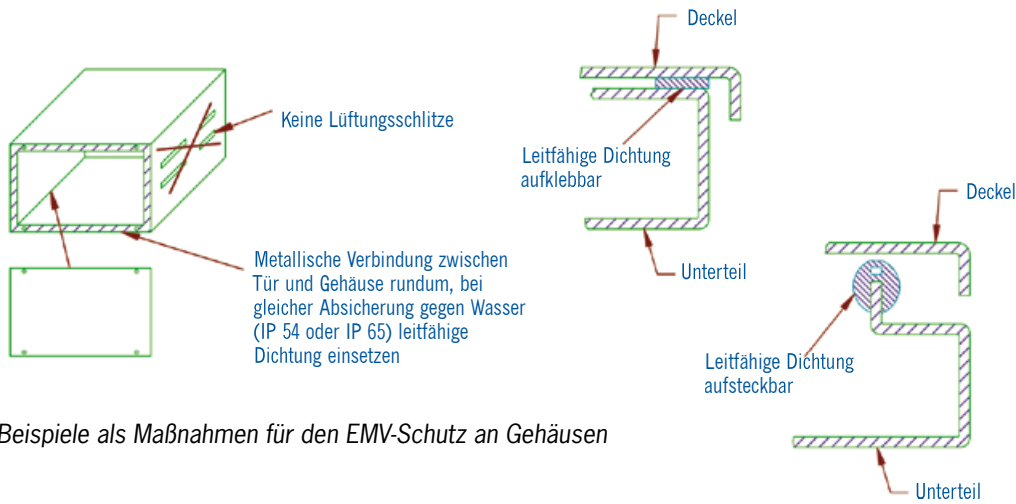 Deckel
Keine Lüftungsschlitze
Leitfähige Dichtung
aufklebbar
Deckel
Metallische Verbindung zwischen
Tür und Gehäuse rundum, bei
gleicher Absicherung gegen Wasser
(IP 54 oder IP 65) leitfähige
Dichtung einsetzen
Unterteil
Leitfähige Dichtung
aufsteckbar
Beispiele als Maßnahmen für den EMV-Schutz an Gehäusen
Unterteil